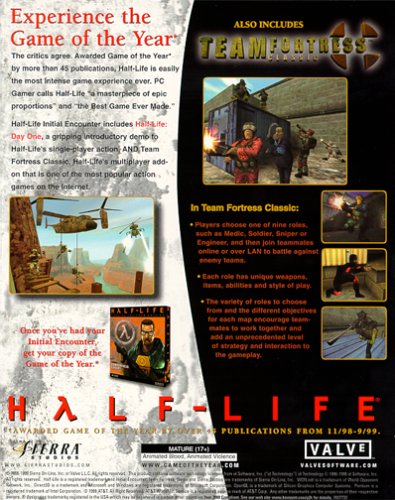 Experience the
Game of the Year*
The critics agree. Awarded Game of the Year*
by more than 45 publications, Half-Life is easily
the most intense game experience ever. PC
Gamer calls Half-Life "a masterpiece of epic
proportions" and "the Best Game Ever Made."
Half-Life Initial Encounter includes Half-Life:
Day One, a gripping introductory demo to
Half-Life's single-player action, AND Team
Fortress Classic, Half-Life's multiplayer add-
on that is one of the most popular action
games on the Internet.
ALSO INCLUDES
TEAM FORTRESS
CLASSIC
In Team Fortress Classic:
• Players choose one of nine roles,
such as Medic, Soldier, Sniper or
Engineer, and then join teammates
online or over LAN to battle against
enemy teams.
• Each role has unique weapons,
items, abilities and style of play.
• The variety of roles to choose
from and the different objectives
for each map encourage team-
mates to work together and
add an unprecedented level
of strategy and interaction to
the gameplay.
Once you've had your
Initial Encounter,
get your copy of the
Game of the Year.*
HALF-LIFE
HλLF-LIFE
*AWARDED GAME OF THE YEAR BY OVER 45 PUBLICATIONS FROM 11/98-9/99.
SIERRA
STUDIOS
WWW.SIERRASTUDIOS.COM
MATURE (17+)
Animated Blood, Animated Violence
WWW.GAMEOFTHEYEAR.COM
VALVE
VALVESOFTWARE.COM